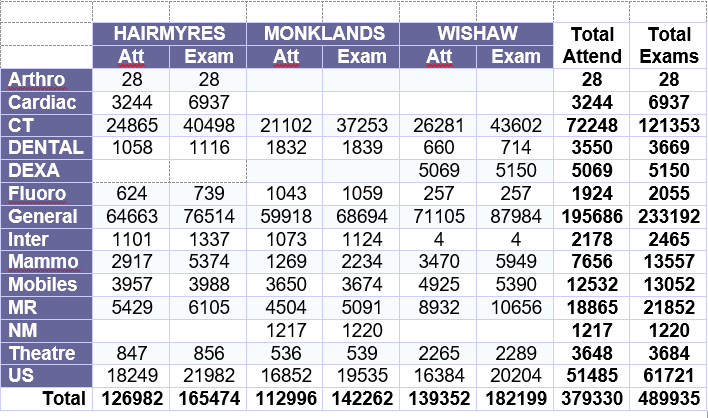 HAIRMYRES MONKLANDS WISHAW Total Total
Att Exam Att Exam Att Exam Attend Exams
Arthro 28 28 28 28
Cardiac 3244 6937 3244 6937
CT 24865 40498 21102 37253 26281 43602 72248 121353
DENTAL 1058 1116 1832 1839 660 714 3550 3669
DEXA 5069 5150 5069 5150
Fluoro 624 739 1043 1059 257 257 1924 2055
General 64663 76514 59918 68694 71105 87984 195686 233192
Inter 1101 1337 1073 1124 4 4 2178 2465
Mammo 2917 5374 1269 2234 3470 5949 7656 13557
Mobiles 3957 3988 3650 3674 4925 5390 12532 13052
MR 5429 6105 4504 5091 8932 10656 18865 21852
NM 1217 1220 1217 1220
Theatre 847 856 536 539 2265 2289 3648 3684
US 18249 21982 16852 19535 16384 20204 51485 61721
Total 126982 165474 112996 142262 139352 182199 379330 489935